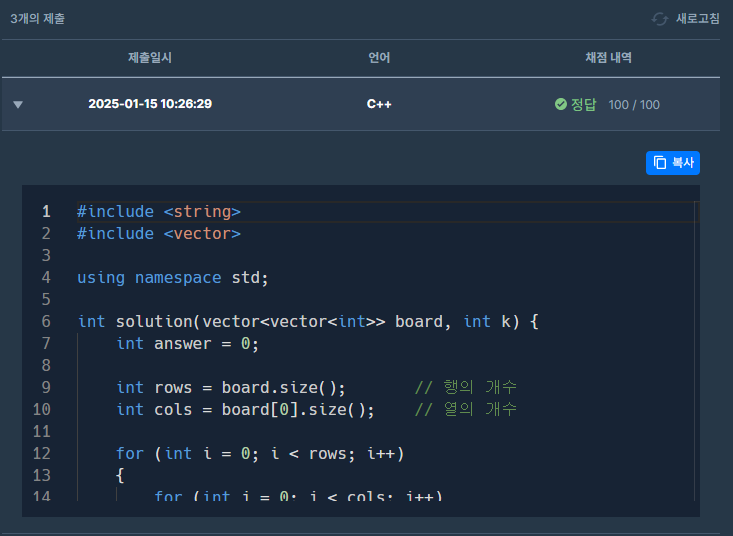 3개의 제출 새로고침
제출일시 언어 채점 내역
2025-01-15 10:26:29 C++ 정답 100 / 100
복사
1 #include <string>
2 #include <vector>
3
4 using namespace std;
5
6 int solution(vector<vector<int>> board, int k) {
7 int answer = 0;
8
9 int rows = board.size(); // 행의 개수
10 int cols = board[0].size(); // 열의 개수
11
12 for (int i = 0; i < rows; i++)
13 {
14 for (int j = 0; j < cols; j++)